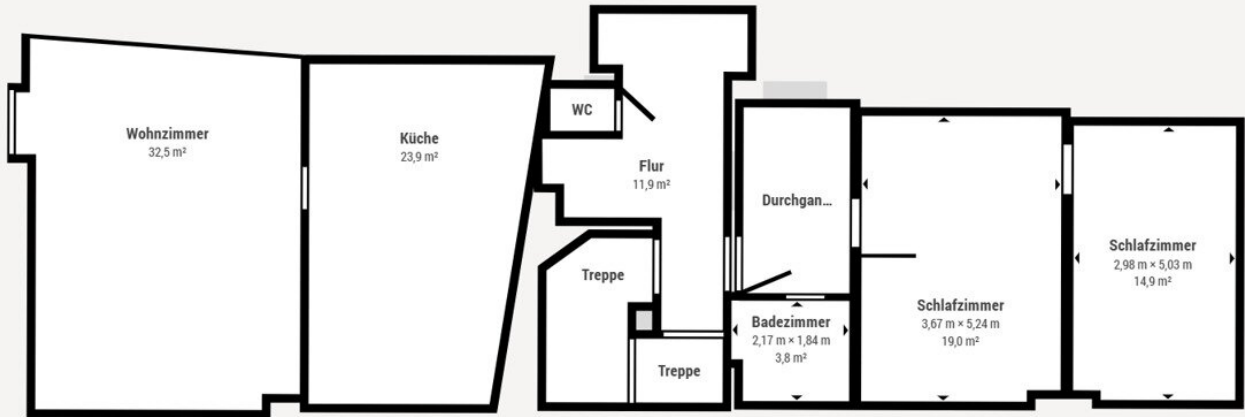 Wohnzimmer
32,5 m²
Küche
23,9 m²
WC
Flur
11,9 m²
Treppe
Treppe
Durchgan...
Badezimmer
2,17 m × 1,84 m
3,8 m²
Schlafzimmer
3,67 m × 5,24 m
19,0 m²
Schlafzimmer
2,98 m × 5,03 m
14,9 m²